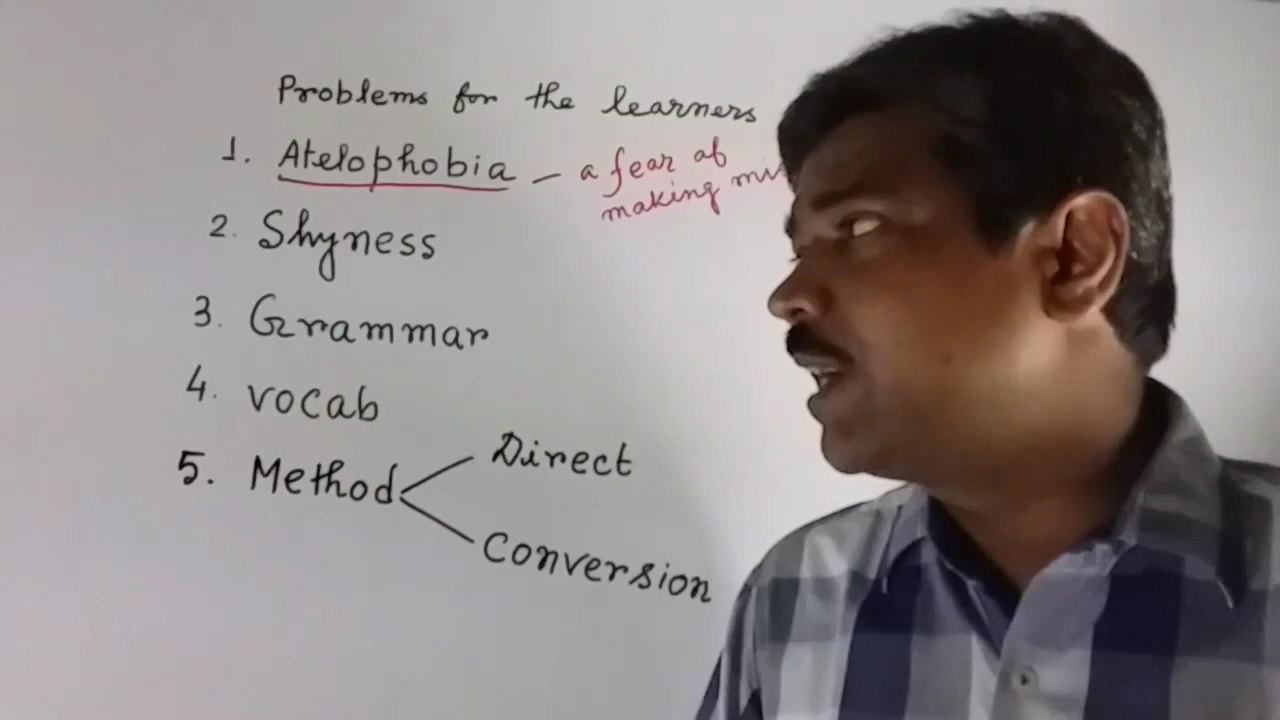 Problems for the learners
1. Atelophobia – a fear of
making
2. Shyness
3. Grammar
4. vocab
5. Method
Direct
Conversion